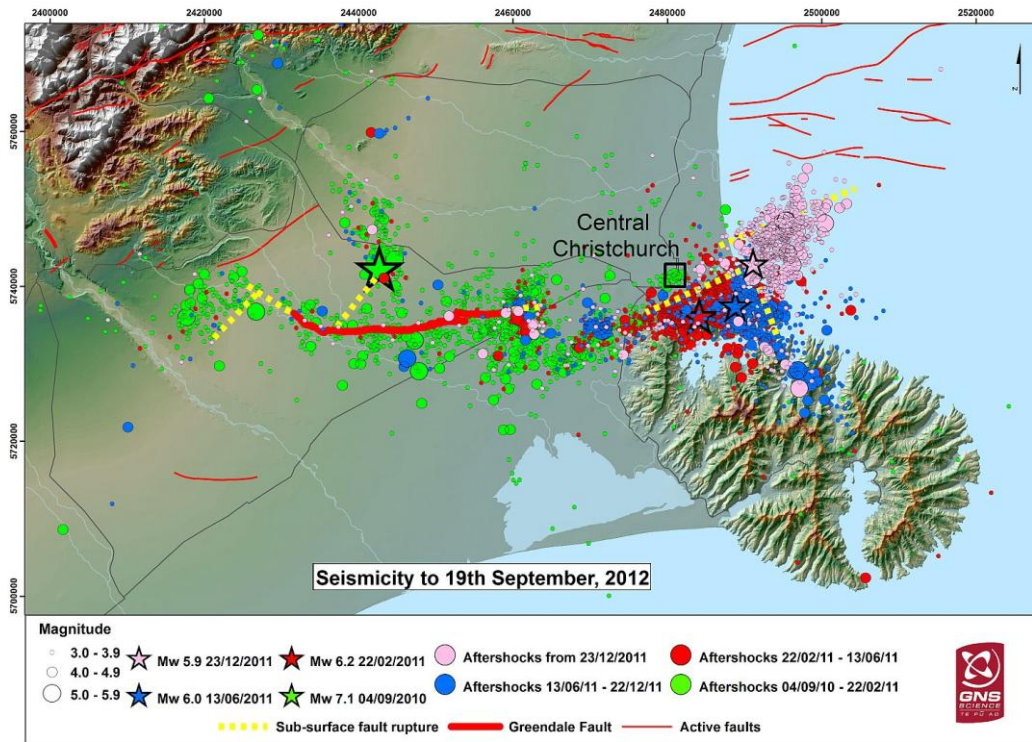 2400000 2420000 2440000 2460000 2480000 2500000 2520000
5760000
5740000
5720000
5700000
Central
Christchurch
Seismicity to 19th September, 2012
Magnitude
3.0 - 3.9
4.0 - 4.9
5.0 - 5.9
Mw 5.9 23/12/2011
Mw 6.2 22/02/2011
Mw 6.0 13/06/2011
Mw 7.1 04/09/2010
Aftershocks from 23/12/2011
Aftershocks 22/02/11 - 13/06/11
Aftershocks 13/06/11 - 22/12/11
Aftershocks 04/09/10 - 22/02/11
Sub-surface fault rupture
Greendale Fault
Active faults
GNS
SCIENCE
TE PŪ AO